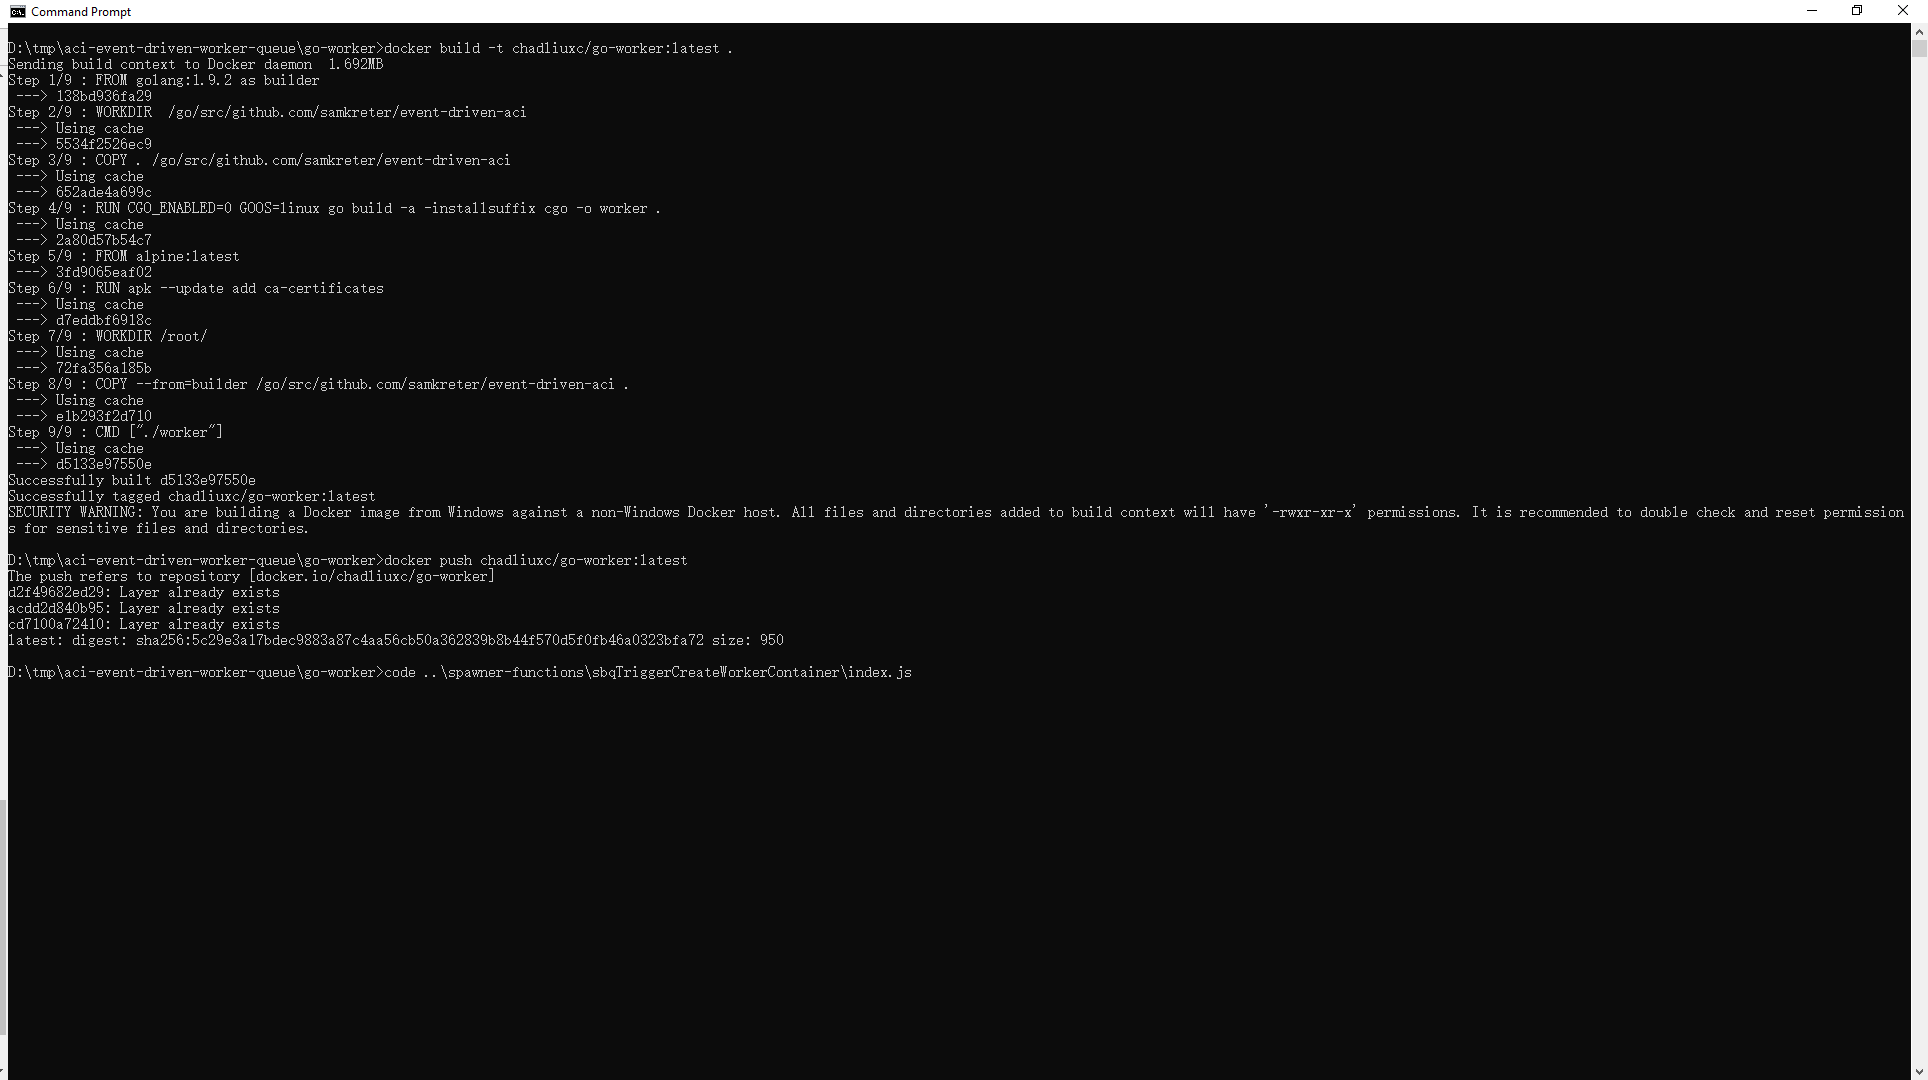 Command Prompt
D:\tmp\aci-event-driven-worker-queue\go-worker>docker build -t chadliuxc/go-worker:latest .
Sending build context to Docker daemon  1.692MB
Step 1/9 : FROM golang:1.9.2 as builder
 ---> 138bd936fa29
Step 2/9 : WORKDIR  /go/src/github.com/samkreter/event-driven-aci
 ---> Using cache
 ---> 5534f2526ec9
Step 3/9 : COPY . /go/src/github.com/samkreter/event-driven-aci
 ---> Using cache
 ---> 652ade4a699c
Step 4/9 : RUN CGO_ENABLED=0 GOOS=linux go build -a -installsuffix cgo -o worker .
 ---> Using cache
 ---> 2a80d57b54c7
Step 5/9 : FROM alpine:latest
 ---> 3fd9065eaf02
Step 6/9 : RUN apk --update add ca-certificates
 ---> Using cache
 ---> d7eddbf6918c
Step 7/9 : WORKDIR /root/
 ---> Using cache
 ---> 72fa356a185b
Step 8/9 : COPY --from=builder /go/src/github.com/samkreter/event-driven-aci .
 ---> Using cache
 ---> e1b293f2d710
Step 9/9 : CMD ["./worker"]
 ---> Using cache
 ---> d5133e97550e
Successfully built d5133e97550e
Successfully tagged chadliuxc/go-worker:latest
SECURITY WARNING: You are building a Docker image from Windows against a non-Windows Docker host. All files and directories added to build context will have '-rwxr-xr-x' permissions. It is recommended to double check and reset permission
s for sensitive files and directories.
D:\tmp\aci-event-driven-worker-queue\go-worker>docker push chadliuxc/go-worker:latest
The push refers to repository [docker.io/chadliuxc/go-worker]
d2f49682ed29: Layer already exists
acdd2d840b95: Layer already exists
cd7100a72410: Layer already exists
latest: digest: sha256:5c29e3a17bdec9883a87c4aa56cb50a362839b8b44f570d5f0fb46a0323bfa72 size: 950
D:\tmp\aci-event-driven-worker-queue\go-worker>code ..\spawner-functions\sbqTriggerCreateWorkerContainer\index.js